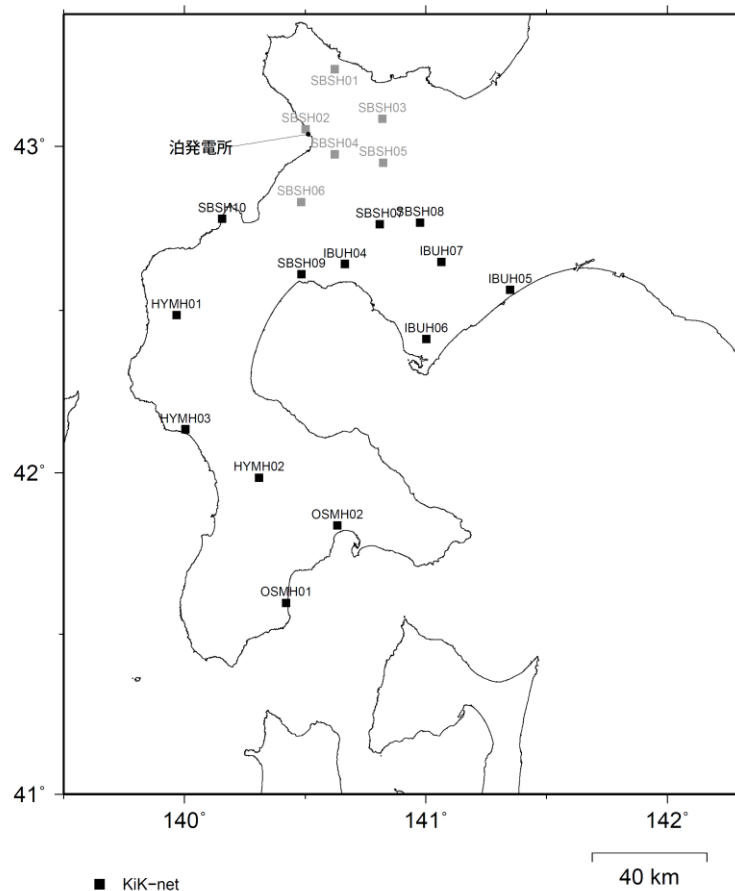 SBSH01
SBSH03
SBSH02
43°
泊発電所
SBSH04
SBSH05
SBSH06
SBSH10
SBSH07
SBSH08
IBUH04
IBUH07
SBSH09
IBUH05
HYMH01
IBUH06
HYMH03
42°
HYMH02
OSMH02
OSMH01
41°
140°
141°
142°
40 km
KiK−net